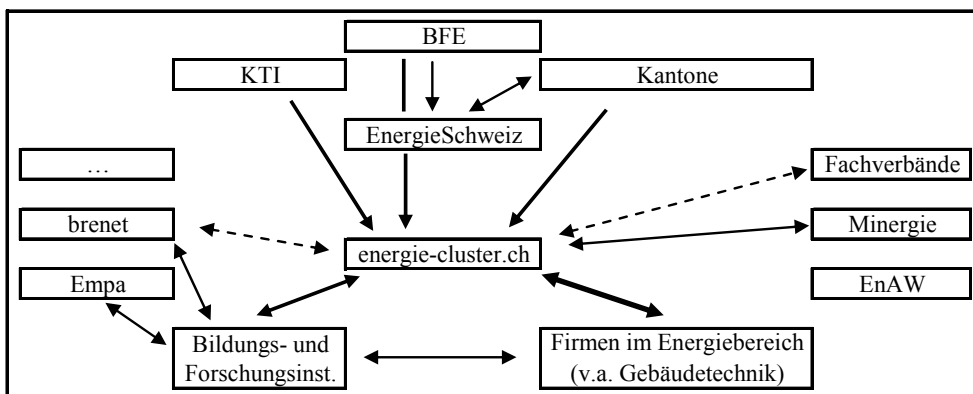 BFE
KTI
Kantone
EnergieSchweiz
…
Fachverbände
brenet
energie-cluster.ch
Minergie
Empa
EnAW
Bildungs- und
Forschungsinst.
Firmen im Energiebereich
(v.a. Gebäudetechnik)